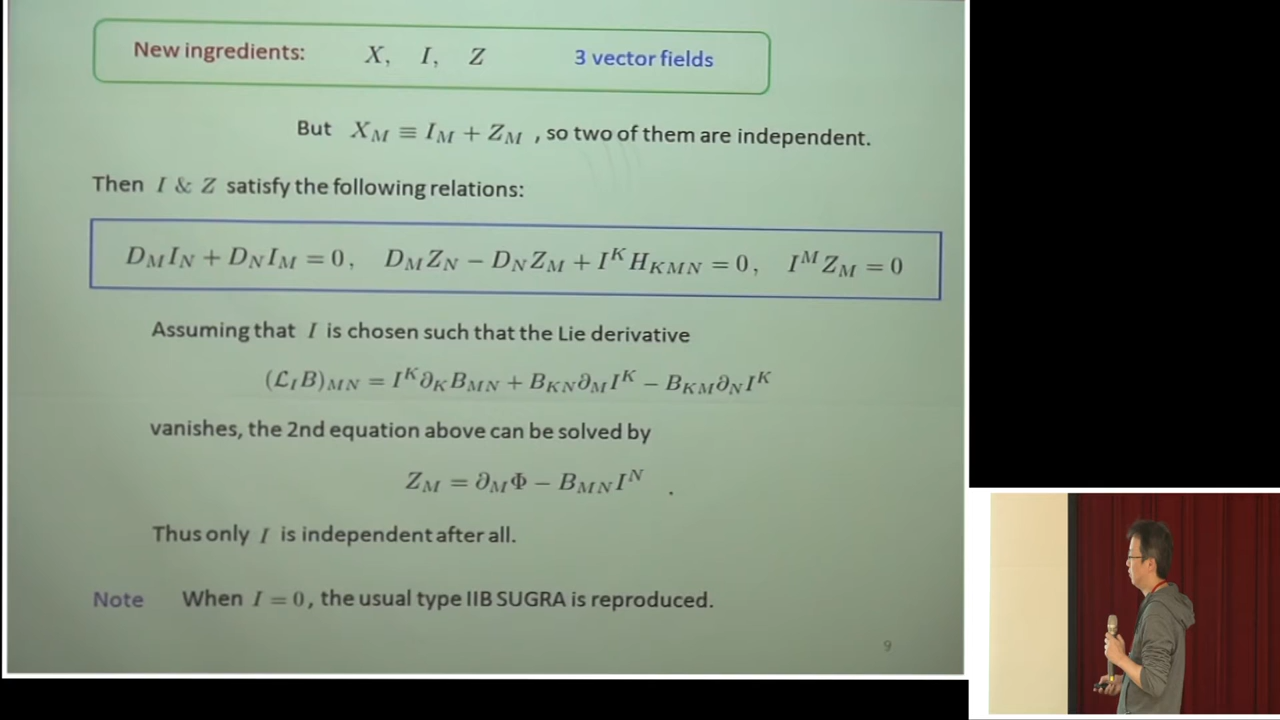 New ingredients: X, I, Z 3 vector fields
But X_M ≡ I_M + Z_M , so two of them are independent.
Then I & Z satisfy the following relations:
D_M I_N + D_N I_M = 0, D_M Z_N − D_N Z_M + I^K H_{KMN} = 0, I^M Z_M = 0
Assuming that I is chosen such that the Lie derivative
(ℒ_I B)_{MN} = I^K ∂_K B_{MN} + B_{KN} ∂_M I^K − B_{KM} ∂_N I^K
vanishes, the 2nd equation above can be solved by
Z_M = ∂_M Φ − B_{MN} I^N .
Thus only I is independent after all.
Note When I = 0, the usual type IIB SUGRA is reproduced.
9